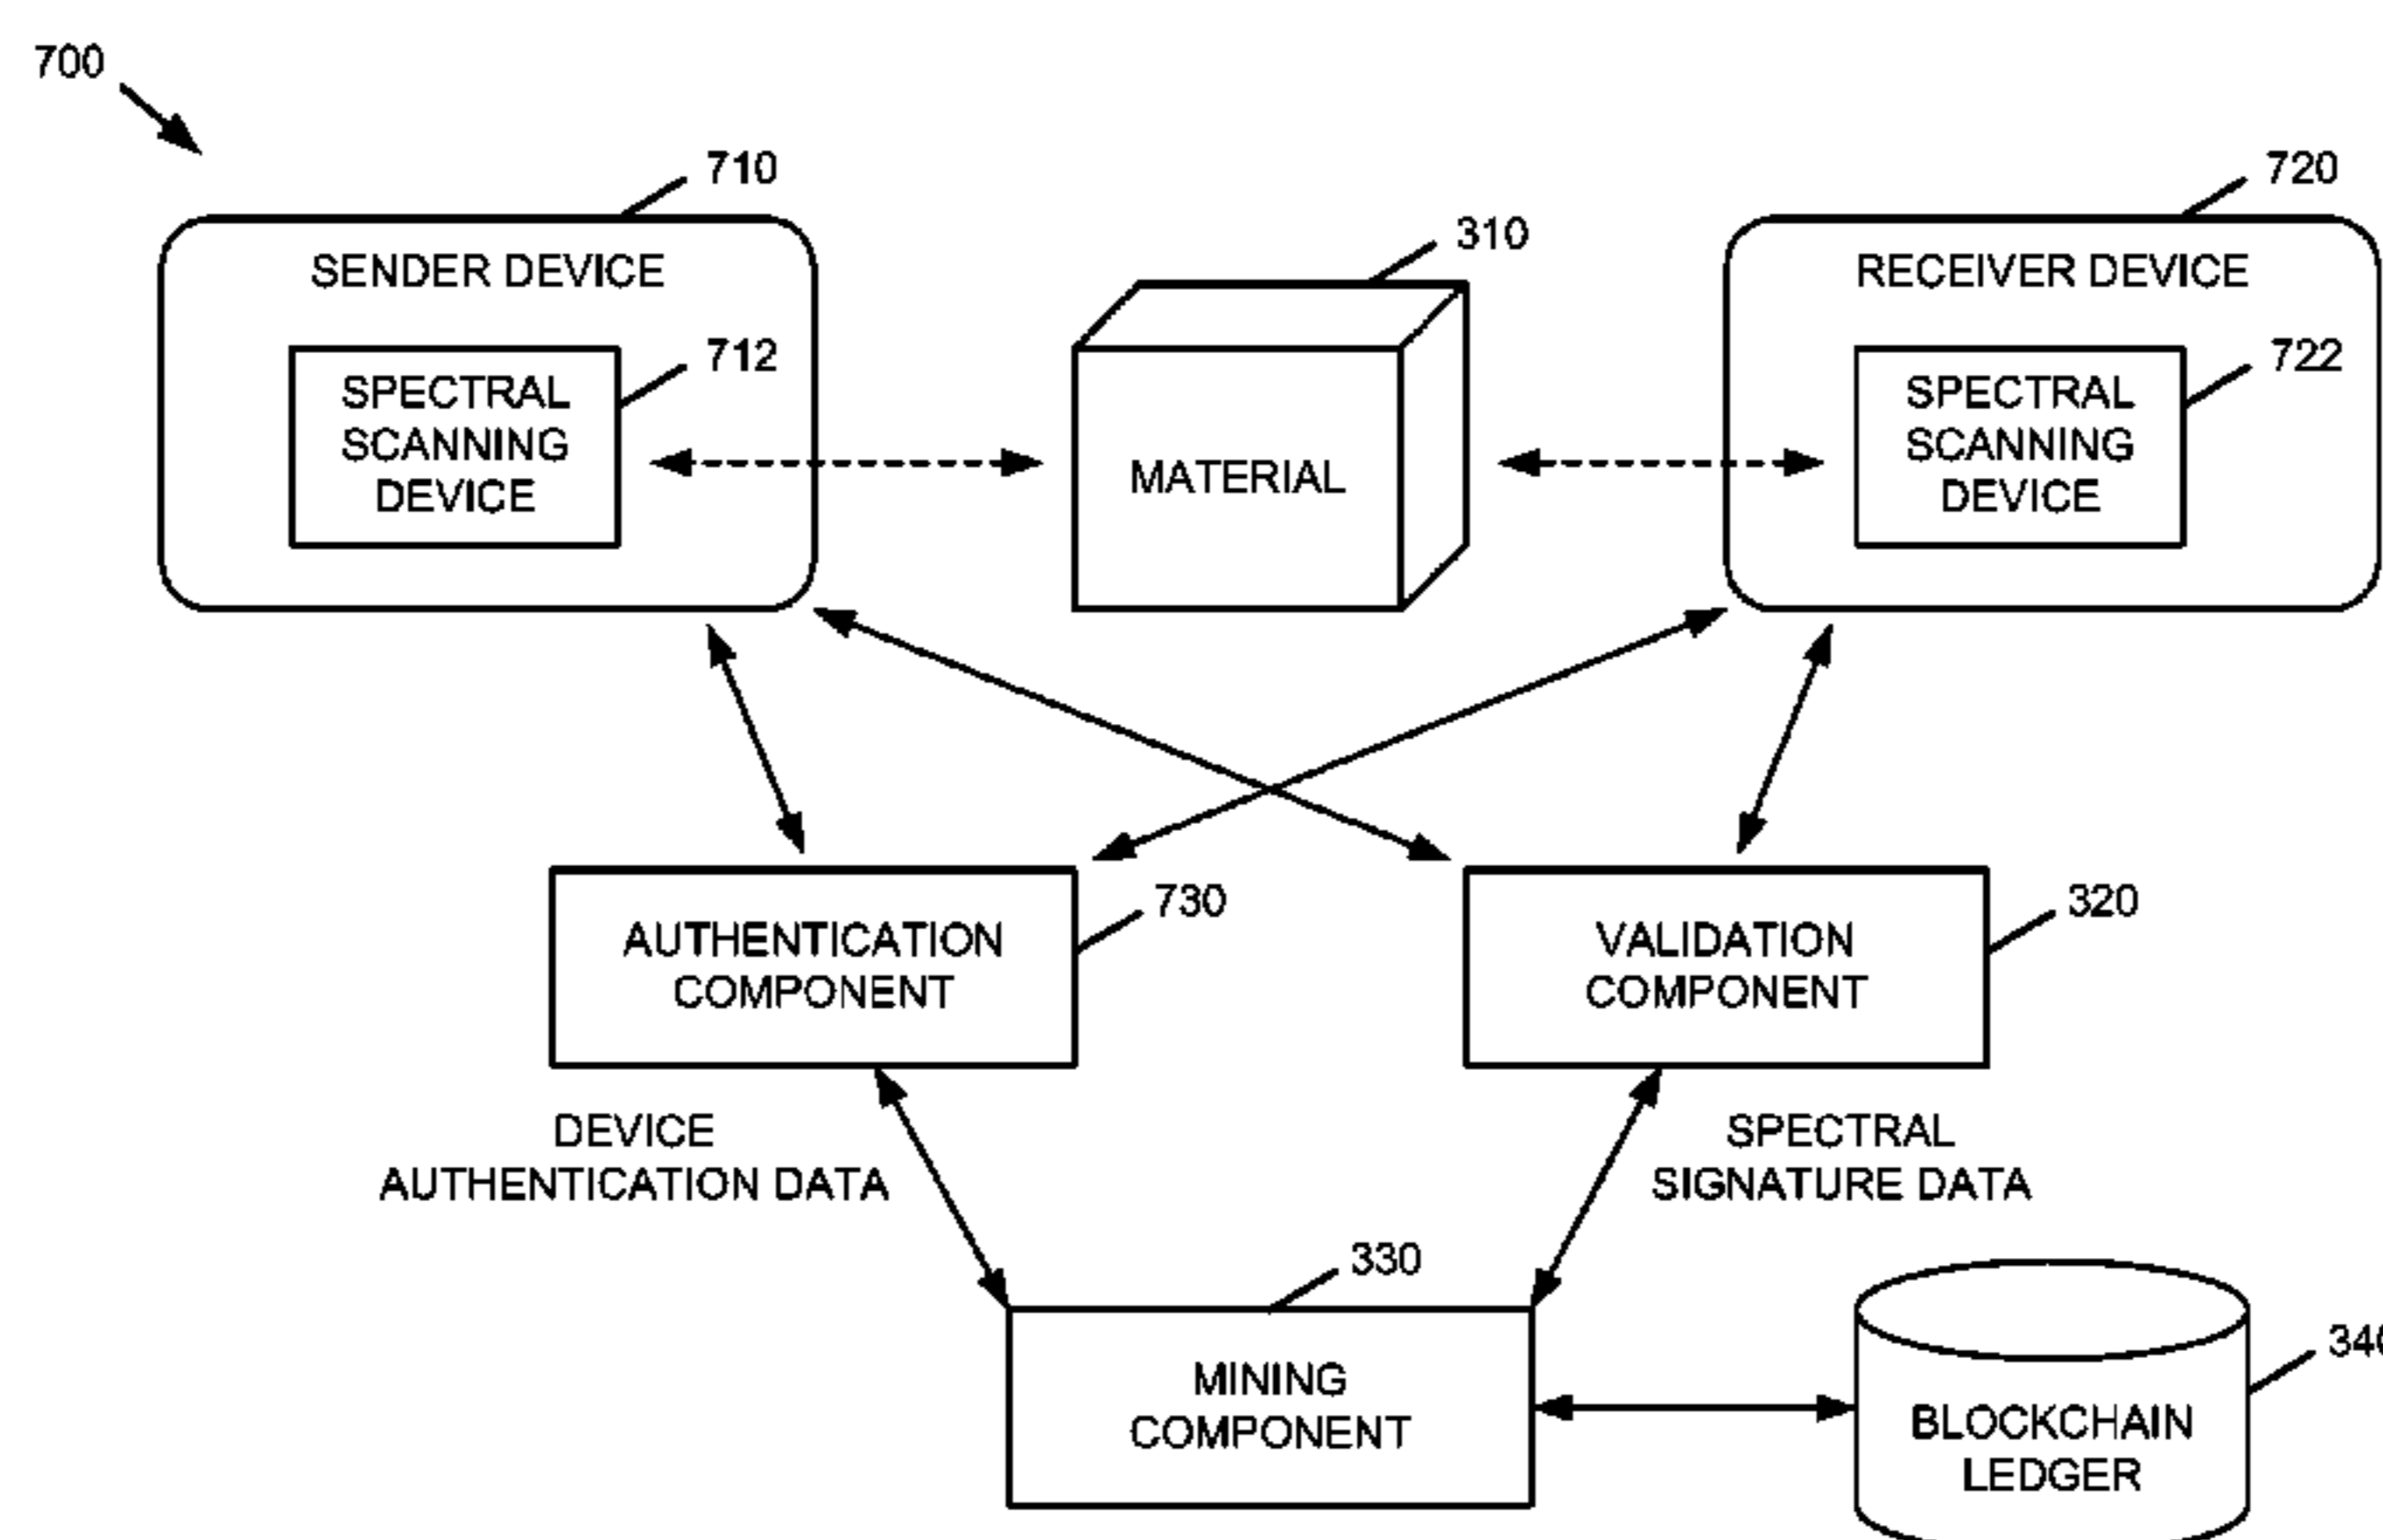 700
710
720
310
SENDER DEVICE
RECEIVER DEVICE
712
722
SPECTRAL
SCANNING
DEVICE
MATERIAL
SPECTRAL
SCANNING
DEVICE
730
320
AUTHENTICATION
COMPONENT
VALIDATION
COMPONENT
DEVICE
AUTHENTICATION DATA
SPECTRAL
SIGNATURE DATA
330
340
MINING
COMPONENT
BLOCKCHAIN
LEDGER